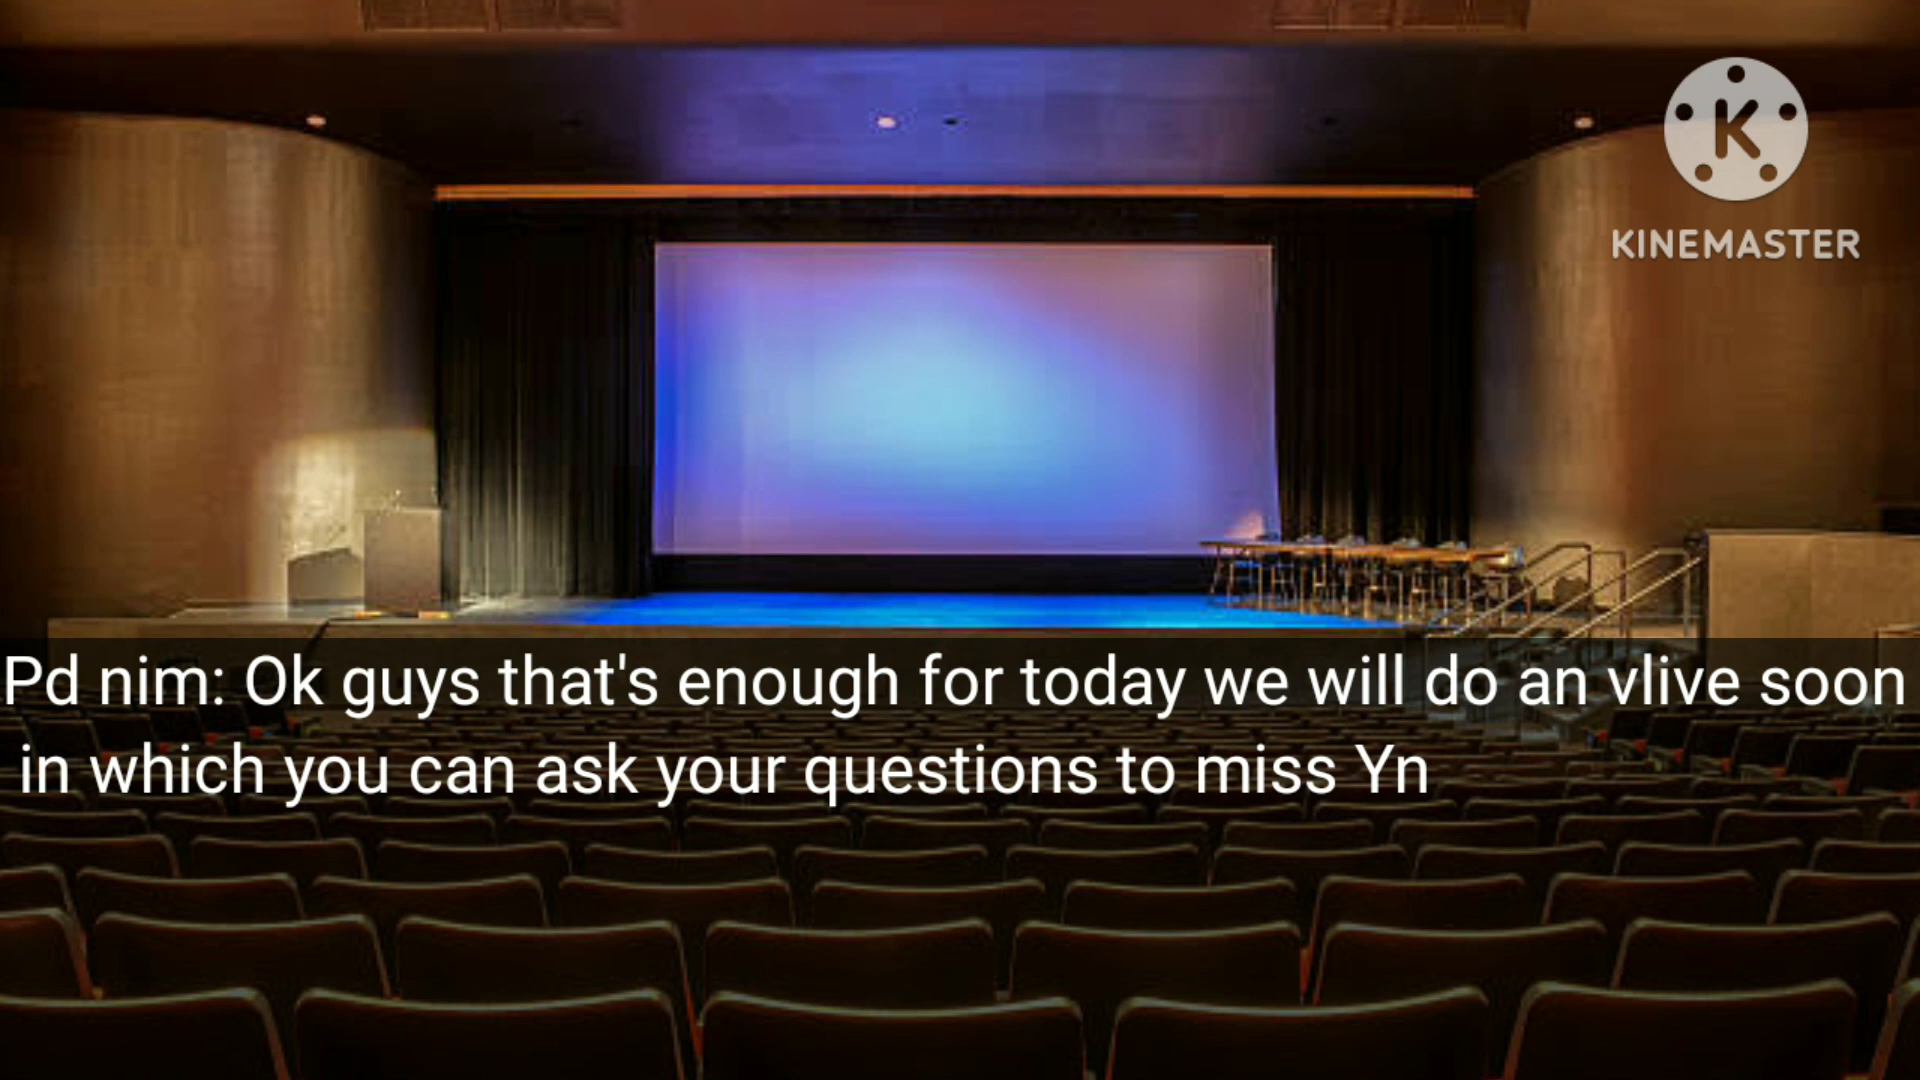 KINEMASTER
Pd nim: Ok guys that's enough for today we will do an vlive soon
in which you can ask your questions to miss Yn